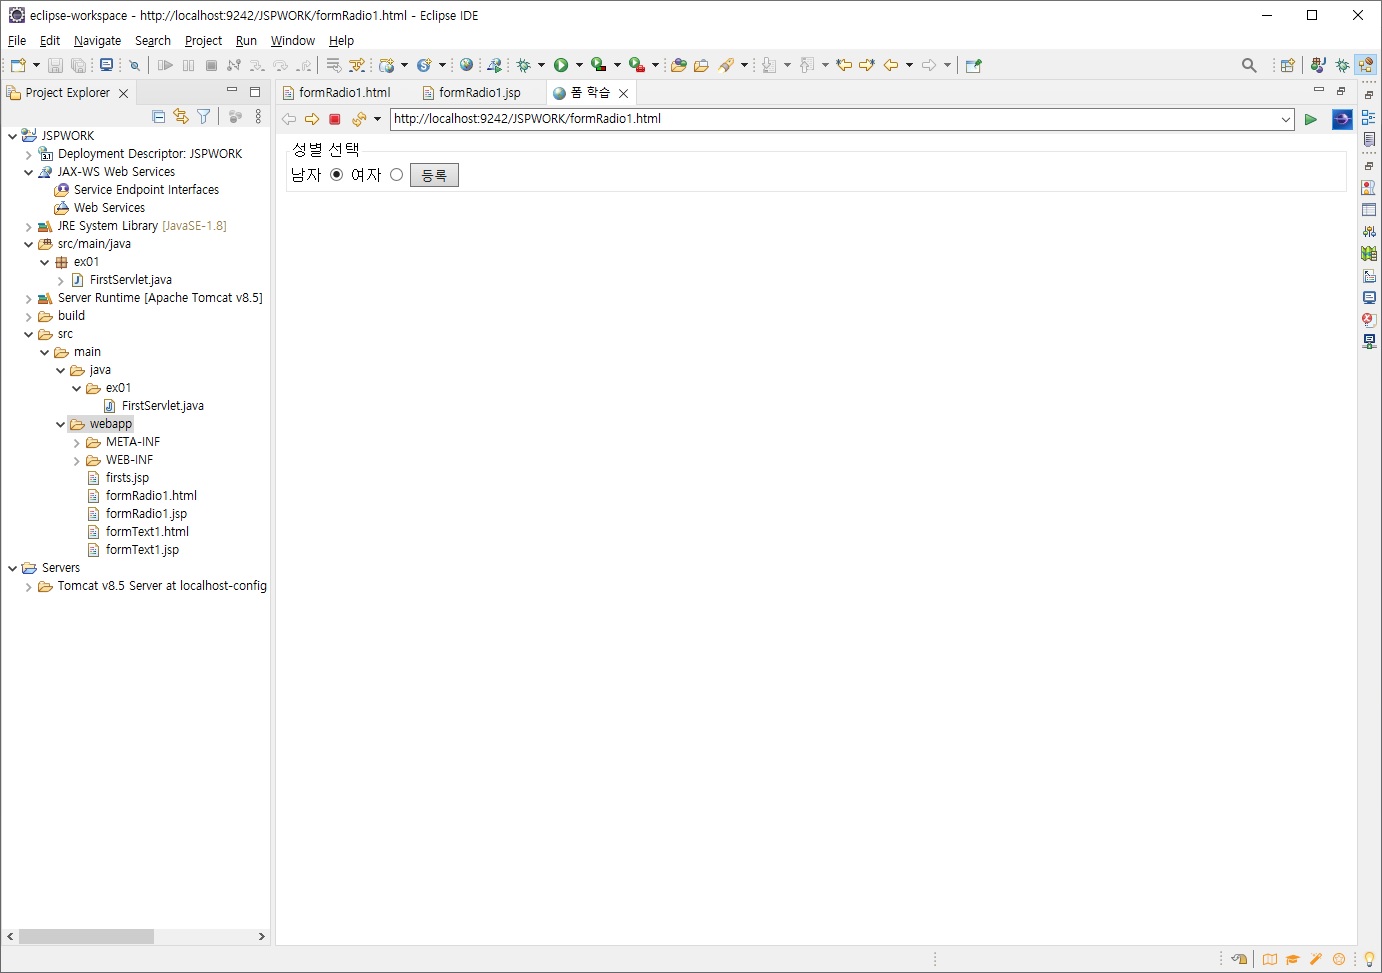 eclipse-workspace - http://localhost:9242/JSPWORK/formRadio1.html - Eclipse IDE
File Edit Navigate Search Project Run Window Help
Project Explorer
formRadio1.html formRadio1.jsp 폼 학습
http://localhost:9242/JSPWORK/formRadio1.html
JSPWORK
Deployment Descriptor: JSPWORK
JAX-WS Web Services
Service Endpoint Interfaces
Web Services
JRE System Library [JavaSE-1.8]
src/main/java
ex01
FirstServlet.java
Server Runtime [Apache Tomcat v8.5]
build
src
main
java
ex01
FirstServlet.java
webapp
META-INF
WEB-INF
firsts.jsp
formRadio1.html
formRadio1.jsp
formText1.html
formText1.jsp
Servers
Tomcat v8.5 Server at localhost-config
성별 선택
남자 여자 등록